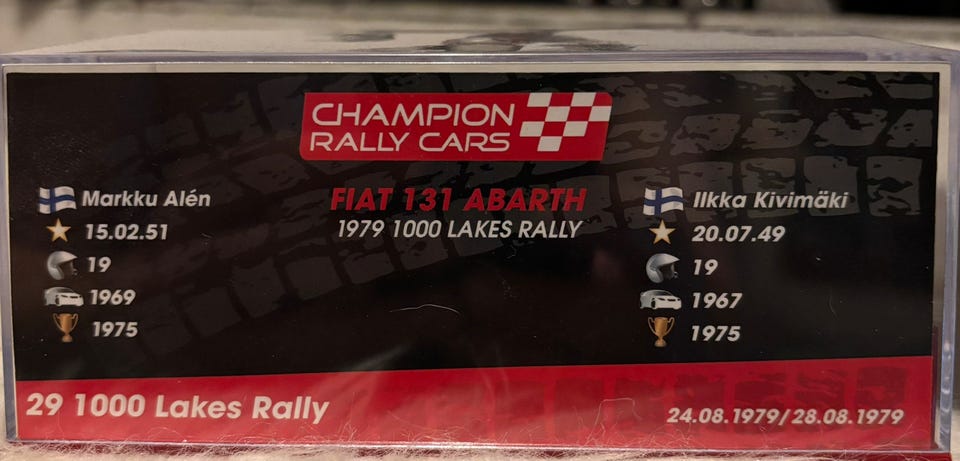 CHAMPION
RALLY CARS
FIAT 131 ABARTH
1979 1000 LAKES RALLY
Markku Alén
15.02.51
19
1969
1975
Ilkka Kivimäki
20.07.49
19
1967
1975
29 1000 Lakes Rally
24.08.1979/28.08.1979